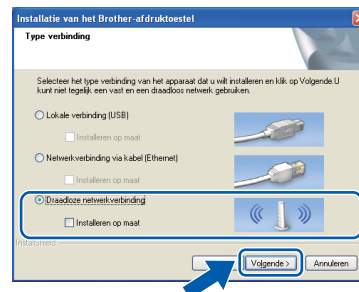 Installatie van het Brother-afdruktoestel
Type verbinding
Selecteer het type verbinding van het apparaat dat u wilt installeren en klik op Volgende.U
kunt niet tegelijk een vast en een draadloos netwerk gebruiken.
Lokale verbinding (USB)
Installeren op maat
Netwerkverbinding via kabel (Ethernet)
Installeren op maat
Draadloze netwerkverbinding
Installeren op maat
InstallShield
Volgende >
Annuleren